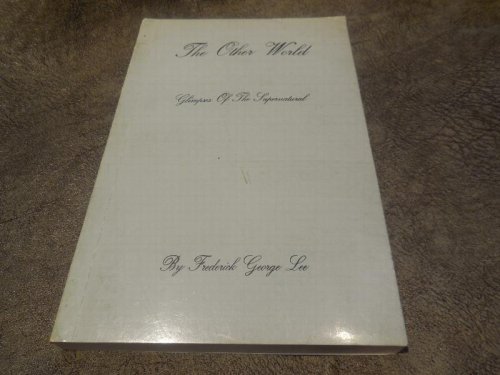 The Other World
Glimpses Of The Supernatural
By Frederick George Lee